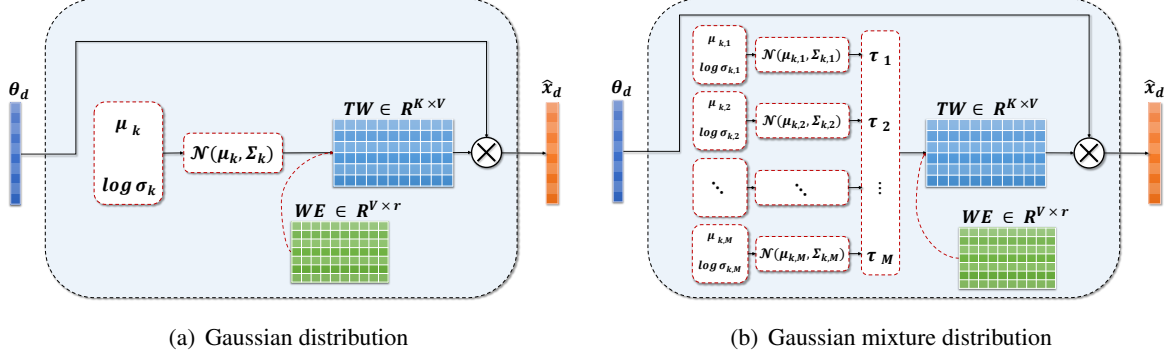 θ_d
μ_k
log σ_k
𝒩(μ_k, Σ_k)
TW ∈ R^{K×V}
WE ∈ R^{V×r}
x̂_d
(a) Gaussian distribution
θ_d
μ_{k,1}
log σ_{k,1}
𝒩(μ_{k,1}, Σ_{k,1})
τ_1
μ_{k,2}
log σ_{k,2}
𝒩(μ_{k,2}, Σ_{k,2})
τ_2
⋱
⋱
⋮
μ_{k,M}
log σ_{k,M}
𝒩(μ_{k,M}, Σ_{k,M})
τ_M
TW ∈ R^{K×V}
WE ∈ R^{V×r}
x̂_d
(b) Gaussian mixture distribution